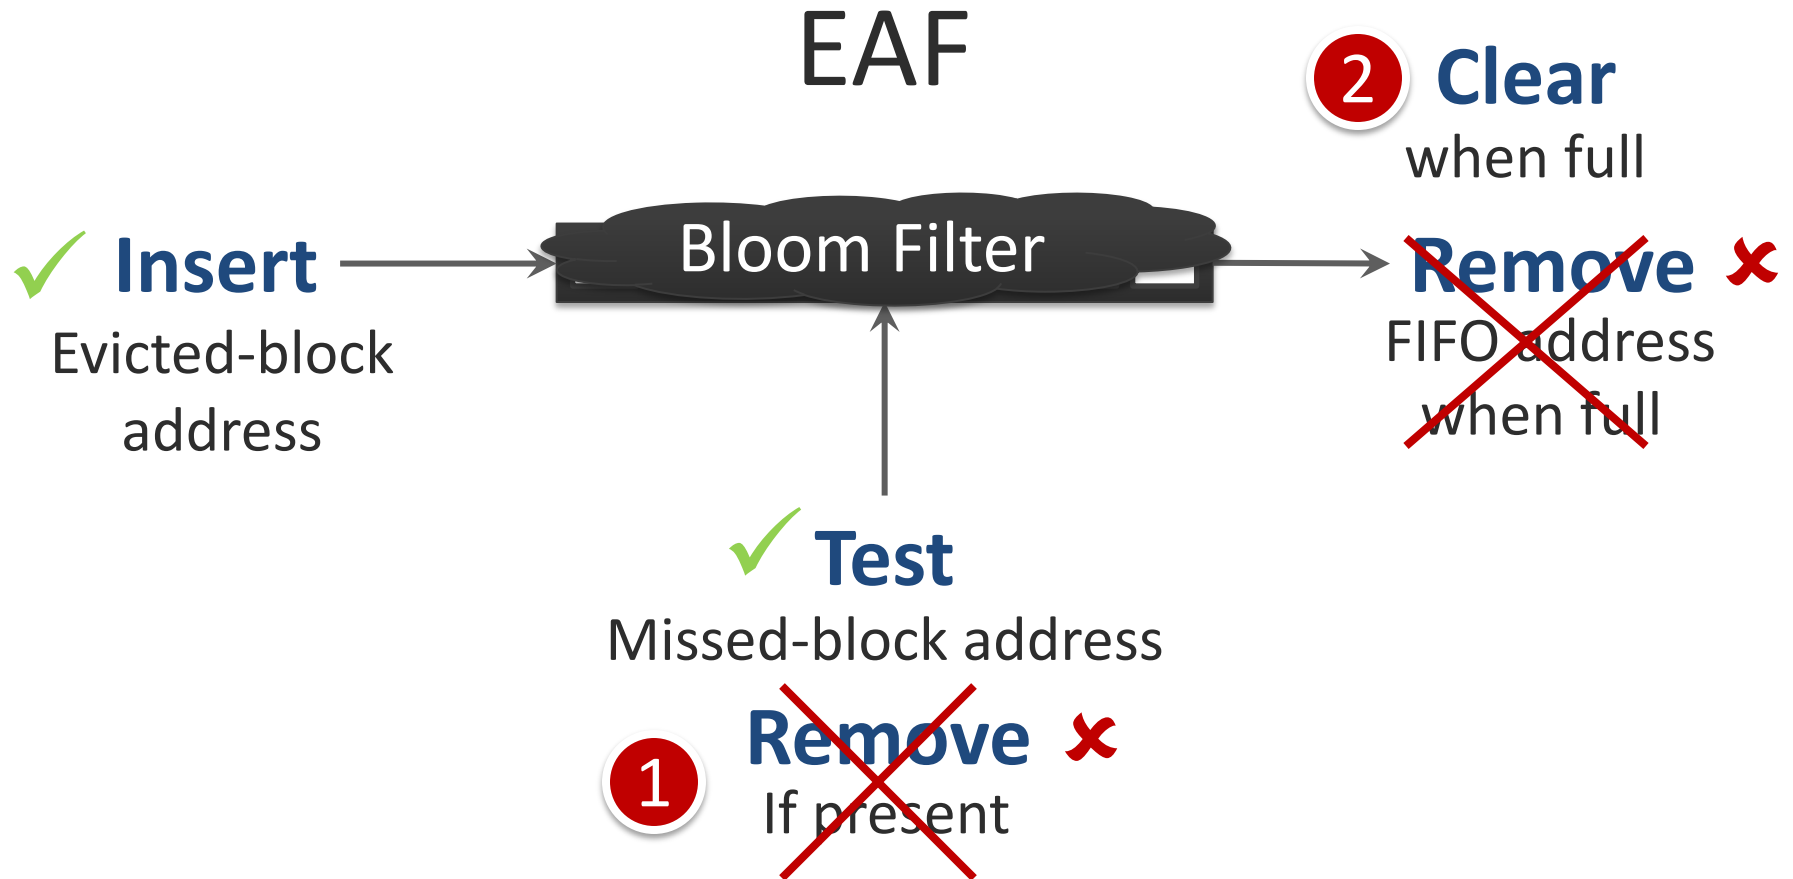 EAF
2 Clear
when full
Bloom Filter
Insert
Evicted-block
address
Remove
FIFO address
when full
Test
Missed-block address
1 Remove
If present